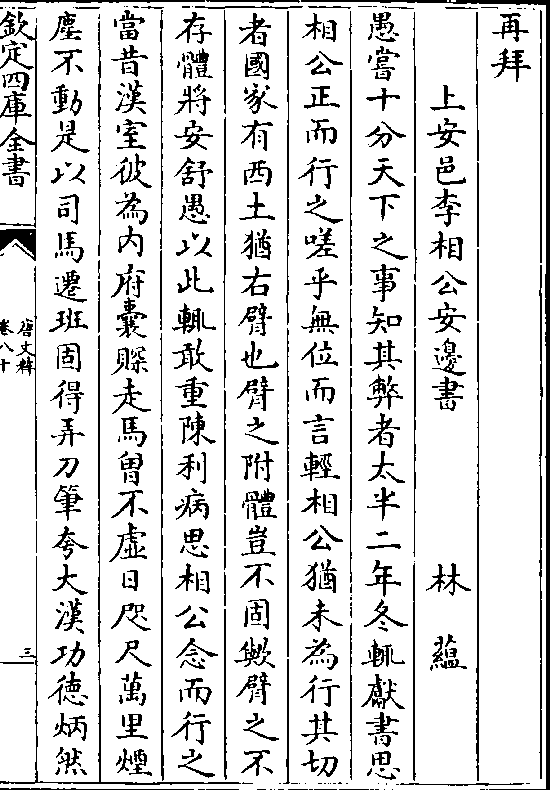 再拜
上安邑李相公安邊書 林藴
愚嘗十分天下之事知其弊者太半二年冬輒獻書思
相公正而行之嗟乎無位而言輕相公猶未為行其切
者國家有西土猶右臂也臂之附體豈不固歟臂之不
存體將安舒愚以此輒敢重陳利病思相公念而行之
當昔漢室彼為内府囊賝走馬曾不虛日咫尺萬里煙
塵不動是以司馬遷班固得弄刀筆夸大漢功德炳然
欽定四庫全書
唐文粹
卷八十
三